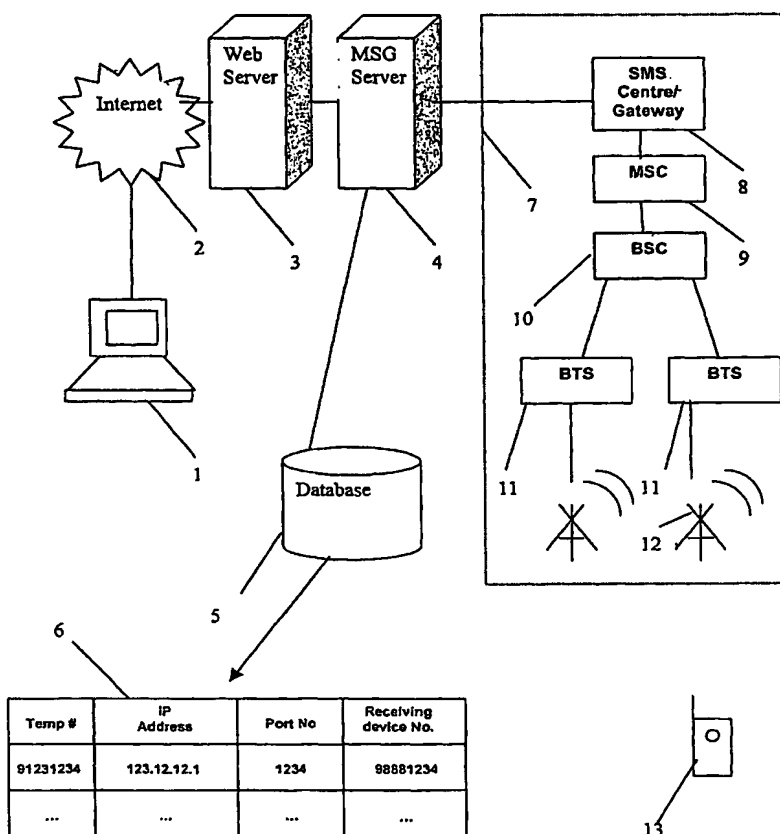 Web
Server
MSG
Server
Internet
SMS.
Centre/
Gateway
MSC
BSC
BTS
BTS
1
2
3
4
7
8
9
10
11
11
12
Database
5
6
Temp #
IP
Address
Port No
Receiving
device No.
91231234
123.12.12.1
1234
98881234
...
...
...
...
13